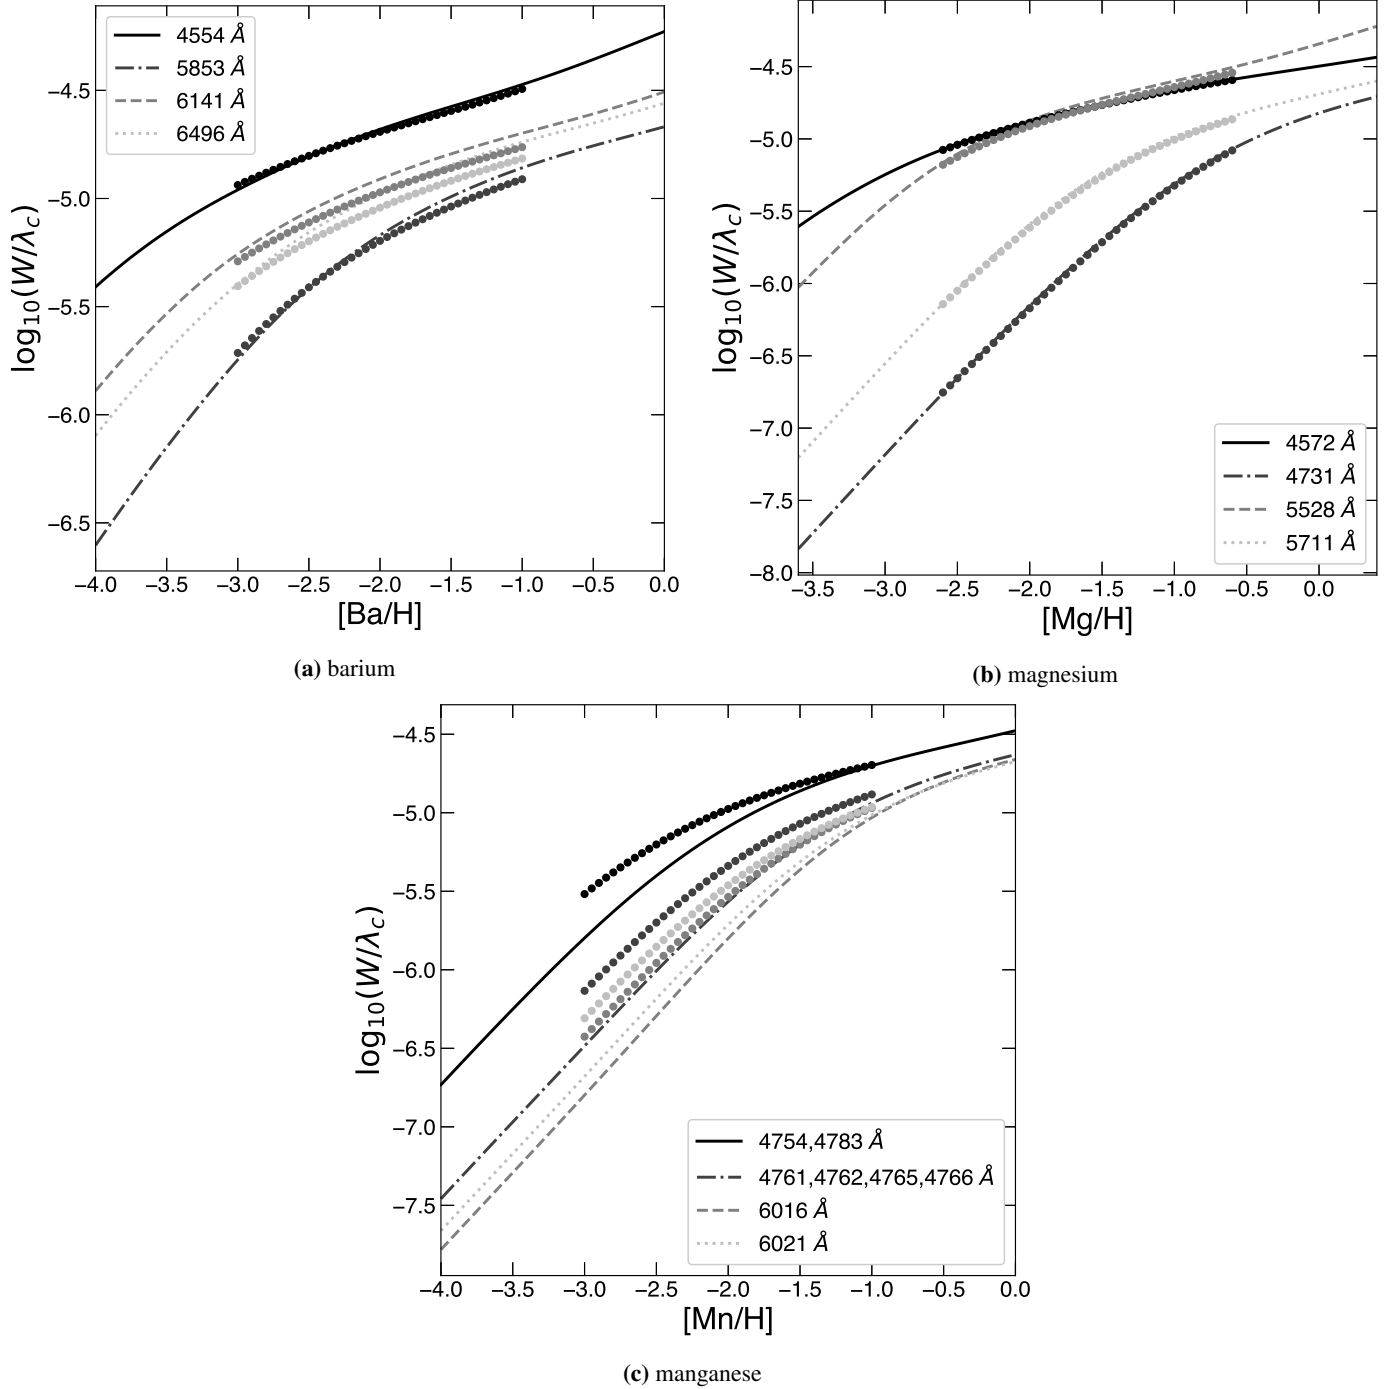 4554 Å
5853 Å
6141 Å
6496 Å
−4.5
−5.0
−5.5
−6.0
−6.5
log₁₀(W/λ_c)
−4.0 −3.5 −3.0 −2.5 −2.0 −1.5 −1.0 −0.5 0.0
[Ba/H]
(a) barium
−4.5
−5.0
−5.5
−6.0
−6.5
−7.0
−7.5
−8.0
log₁₀(W/λ_c)
4572 Å
4731 Å
5528 Å
5711 Å
−3.5 −3.0 −2.5 −2.0 −1.5 −1.0 −0.5 0.0
[Mg/H]
(b) magnesium
−4.5
−5.0
−5.5
−6.0
−6.5
−7.0
−7.5
log₁₀(W/λ_c)
4754,4783 Å
4761,4762,4765,4766 Å
6016 Å
6021 Å
−4.0 −3.5 −3.0 −2.5 −2.0 −1.5 −1.0 −0.5 0.0
[Mn/H]
(c) manganese